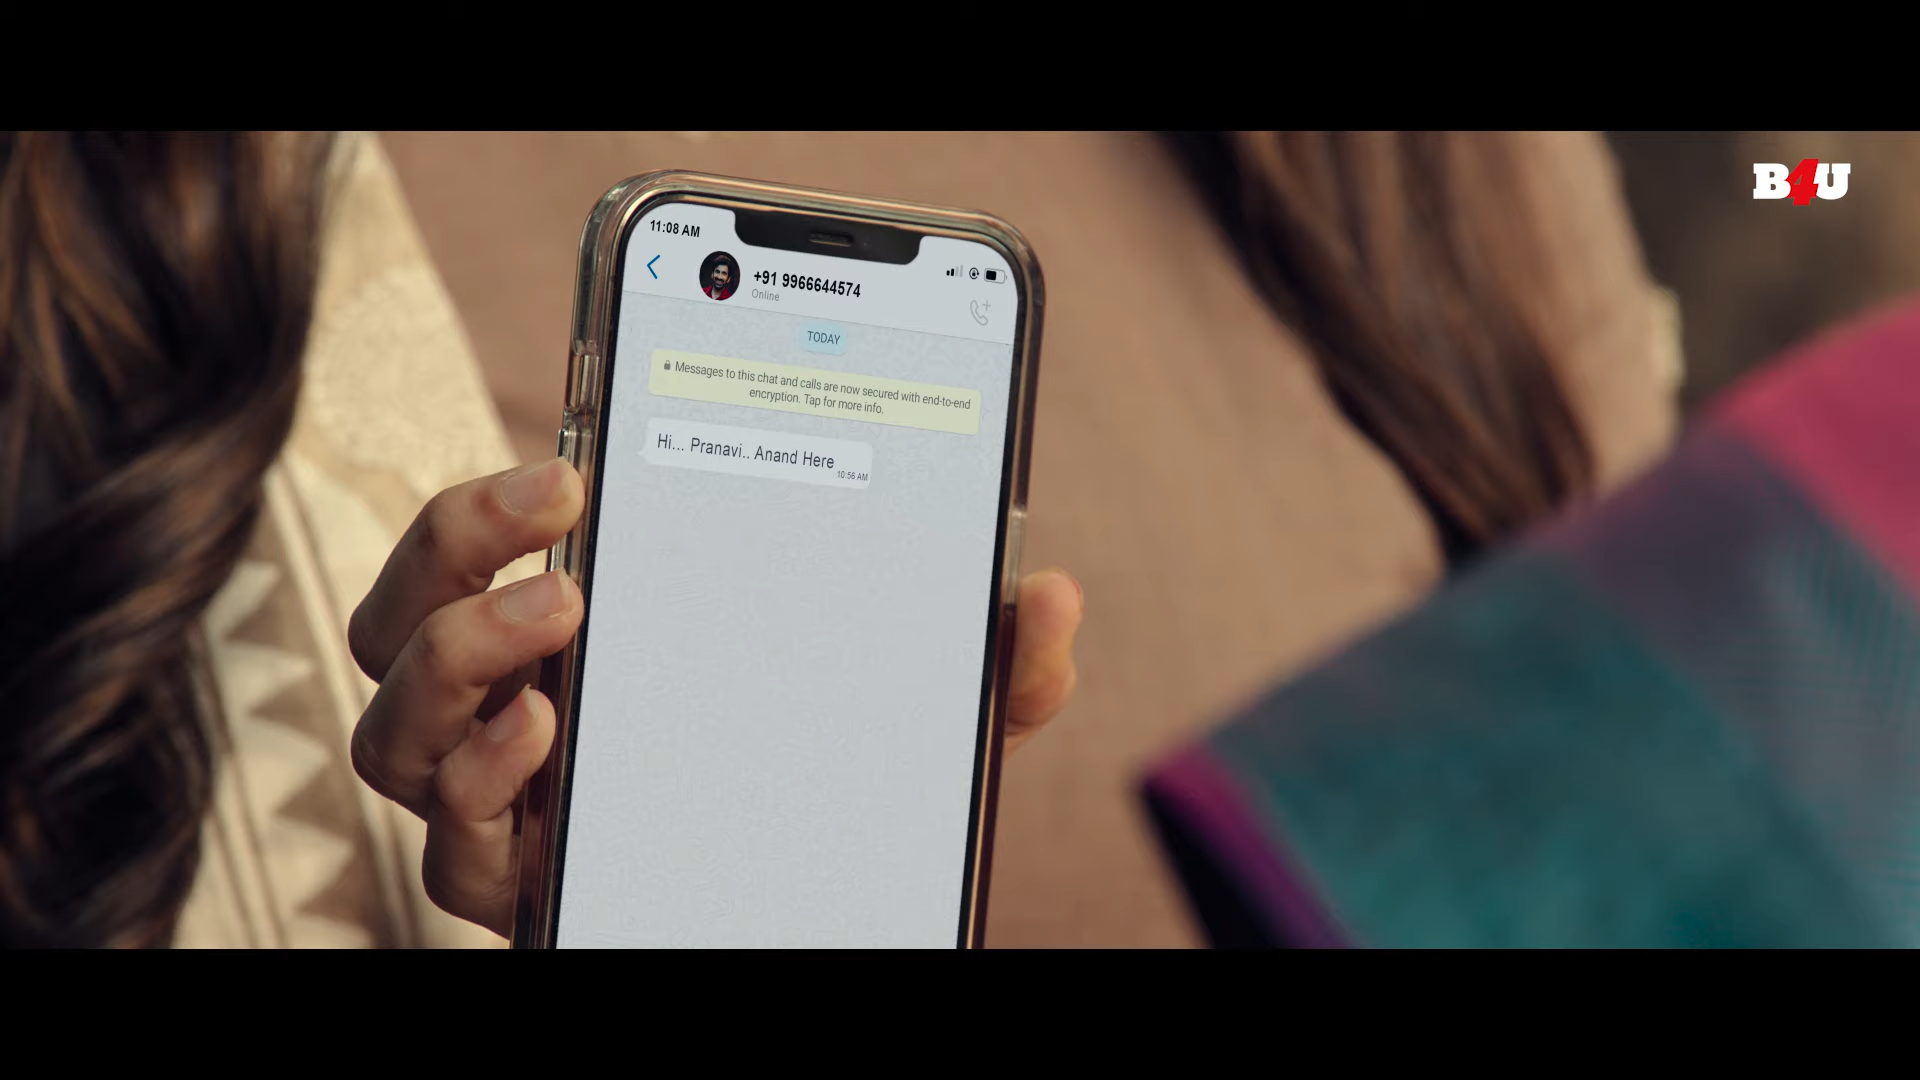 B4U
11:08 AM
+91 9966644574
Online
TODAY
Messages to this chat and calls are now secured with end-to-end
encryption. Tap for more info.
Hi... Pranavi.. Anand Here
10:56 AM